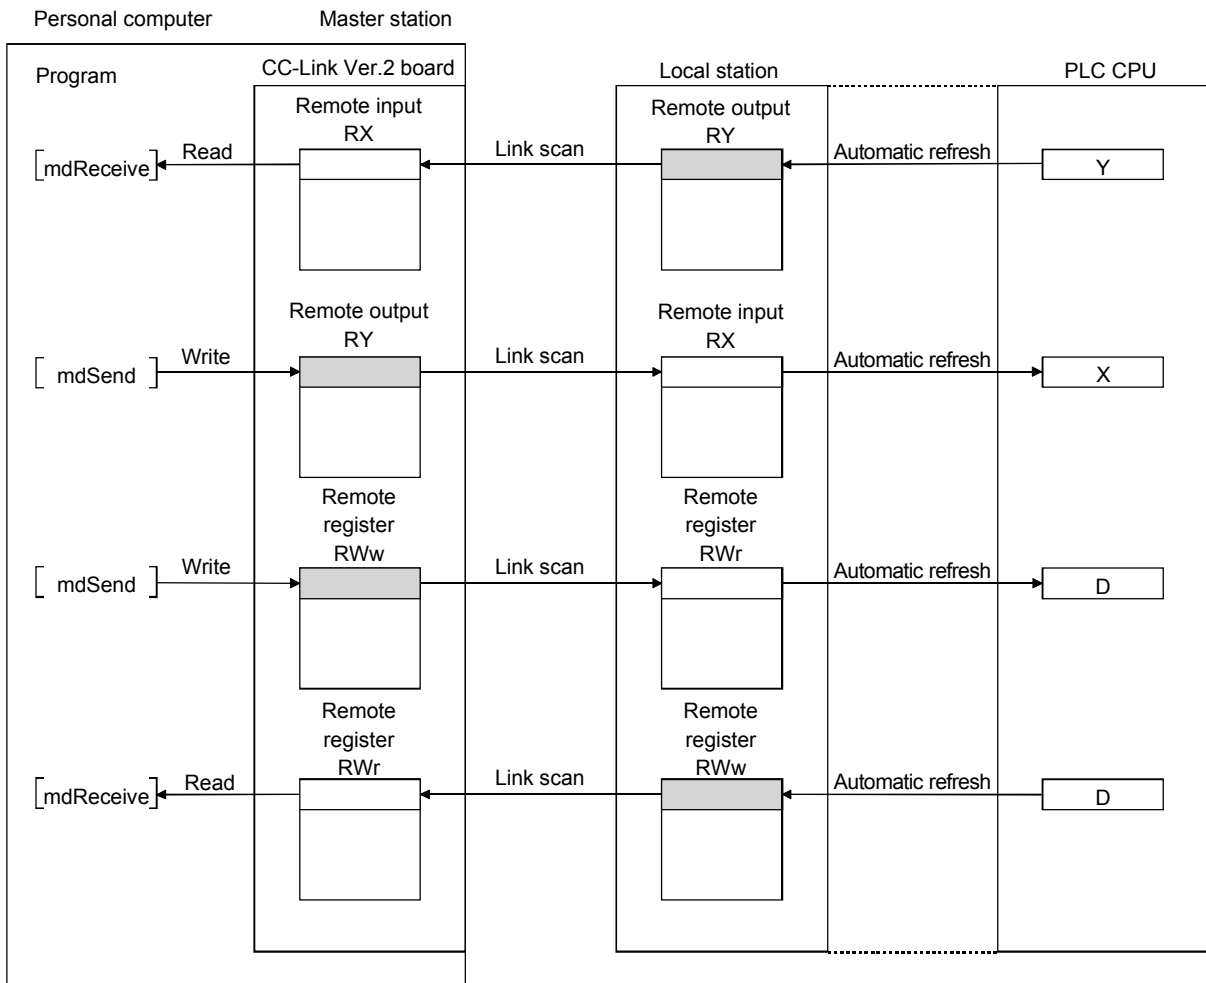 Personal computer
Master station
Program
CC-Link Ver.2 board
Local station
PLC CPU
Remote input
RX
Remote output
RY
[mdReceive]
Read
Link scan
Automatic refresh
Y
Remote output
RY
Remote input
RX
[ mdSend ]
Write
Link scan
Automatic refresh
X
Remote
register
RWw
Remote
register
RWr
[ mdSend ]
Write
Link scan
Automatic refresh
D
Remote
register
RWr
Remote
register
RWw
[mdReceive]
Read
Link scan
Automatic refresh
D